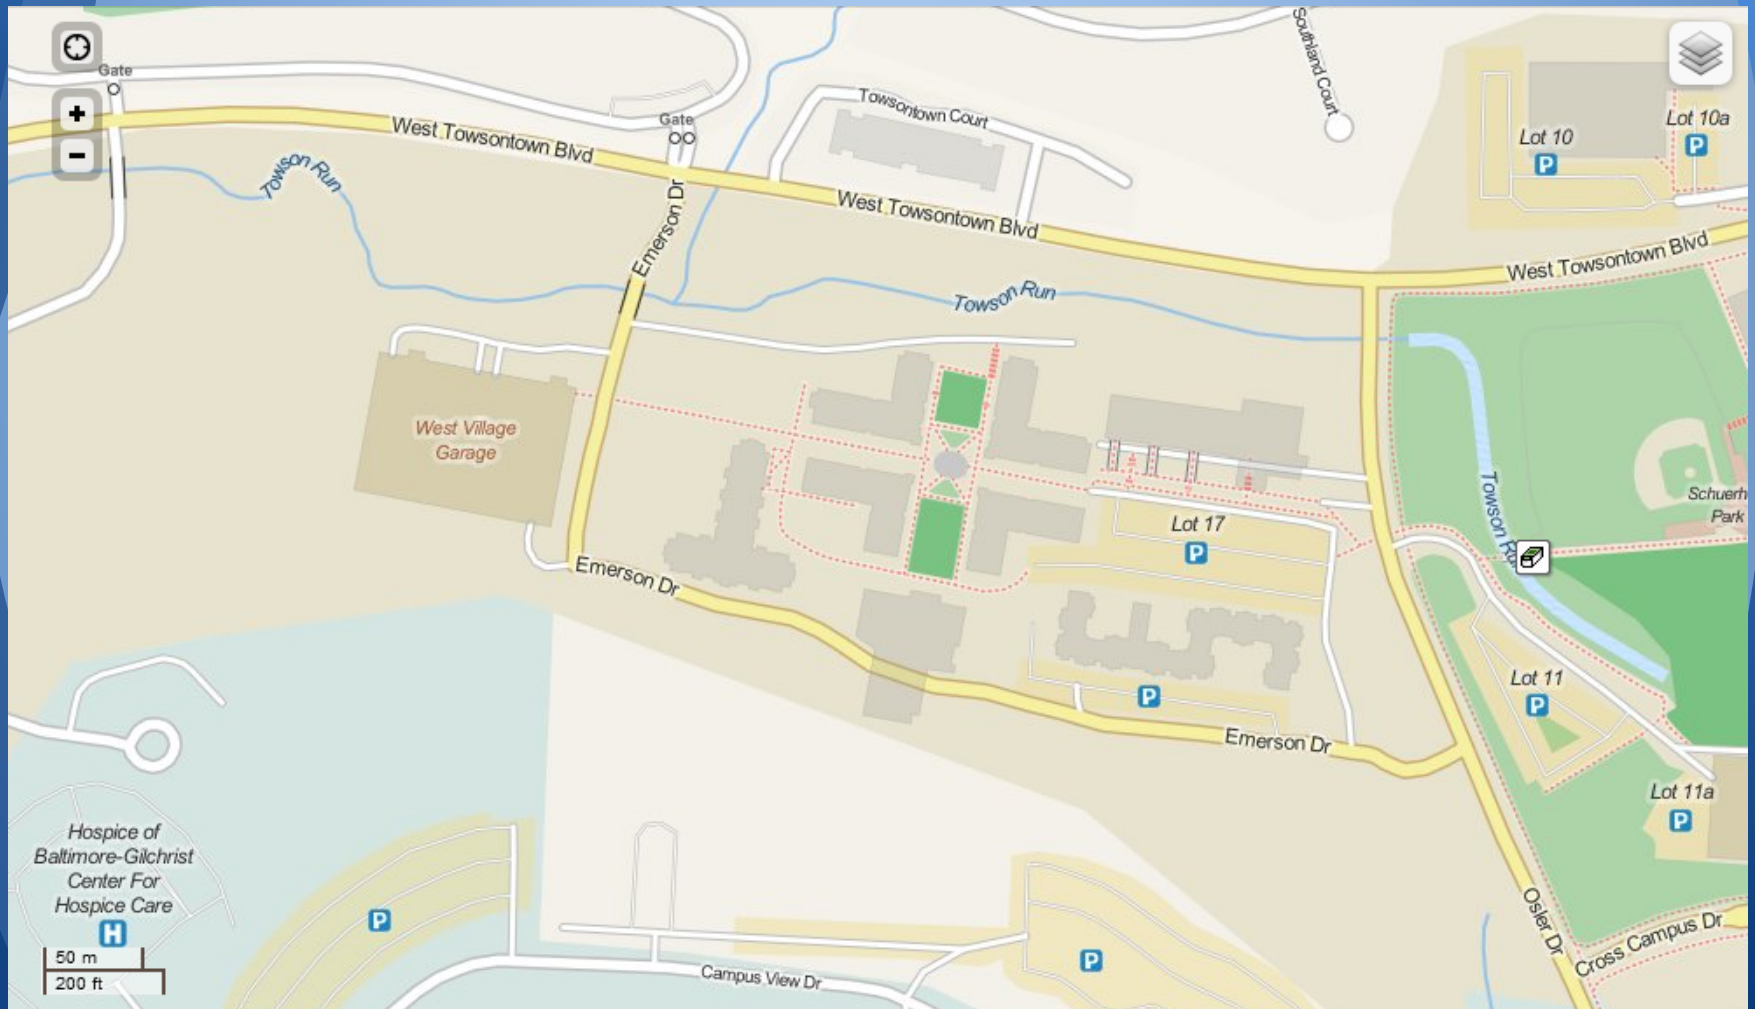 Gate
West Towsontown Blvd
Towson Run
Gate
Emerson Dr
Towsontown Court
Southland Court
Lot 10
P
Lot 10a
P
West Towsontown Blvd
West Towsontown Blvd
Towson Run
West Village
Garage
Lot 17
P
Towson
Schuerh
Park
Emerson Dr
P
Lot 11
P
Emerson Dr
Lot 11a
P
Hospice of
Baltimore-Gilchrist
Center For
Hospice Care
H
P
P
Campus View Dr
Osler Dr
Cross Campus Dr
+
−
50 m
200 ft